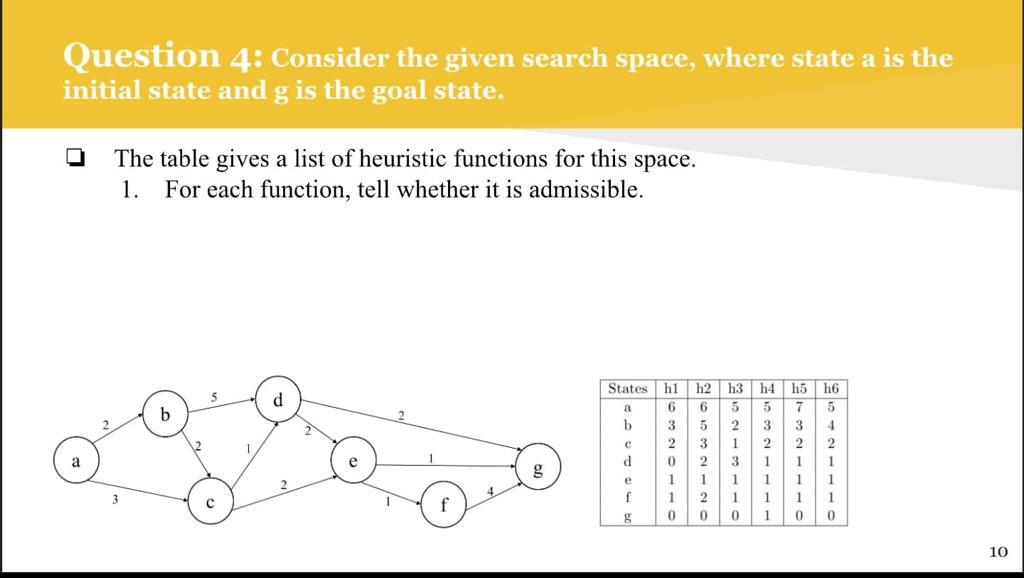 Question 4: Consider the given search space, where state a is the
initial state and g is the goal state.
❑ The table gives a list of heuristic functions for this space.
1. For each function, tell whether it is admissible.
a
b
c
d
e
f
g
2
3
5
2
1
2
2
2
1
1
4
States h1 h2 h3 h4 h5 h6
a 6 6 5 5 7 5
b 3 5 2 3 3 4
c 2 3 1 2 2 2
d 0 2 3 1 1 1
e 1 1 1 1 1 1
f 1 2 1 1 1 1
g 0 0 0 1 0 0
10